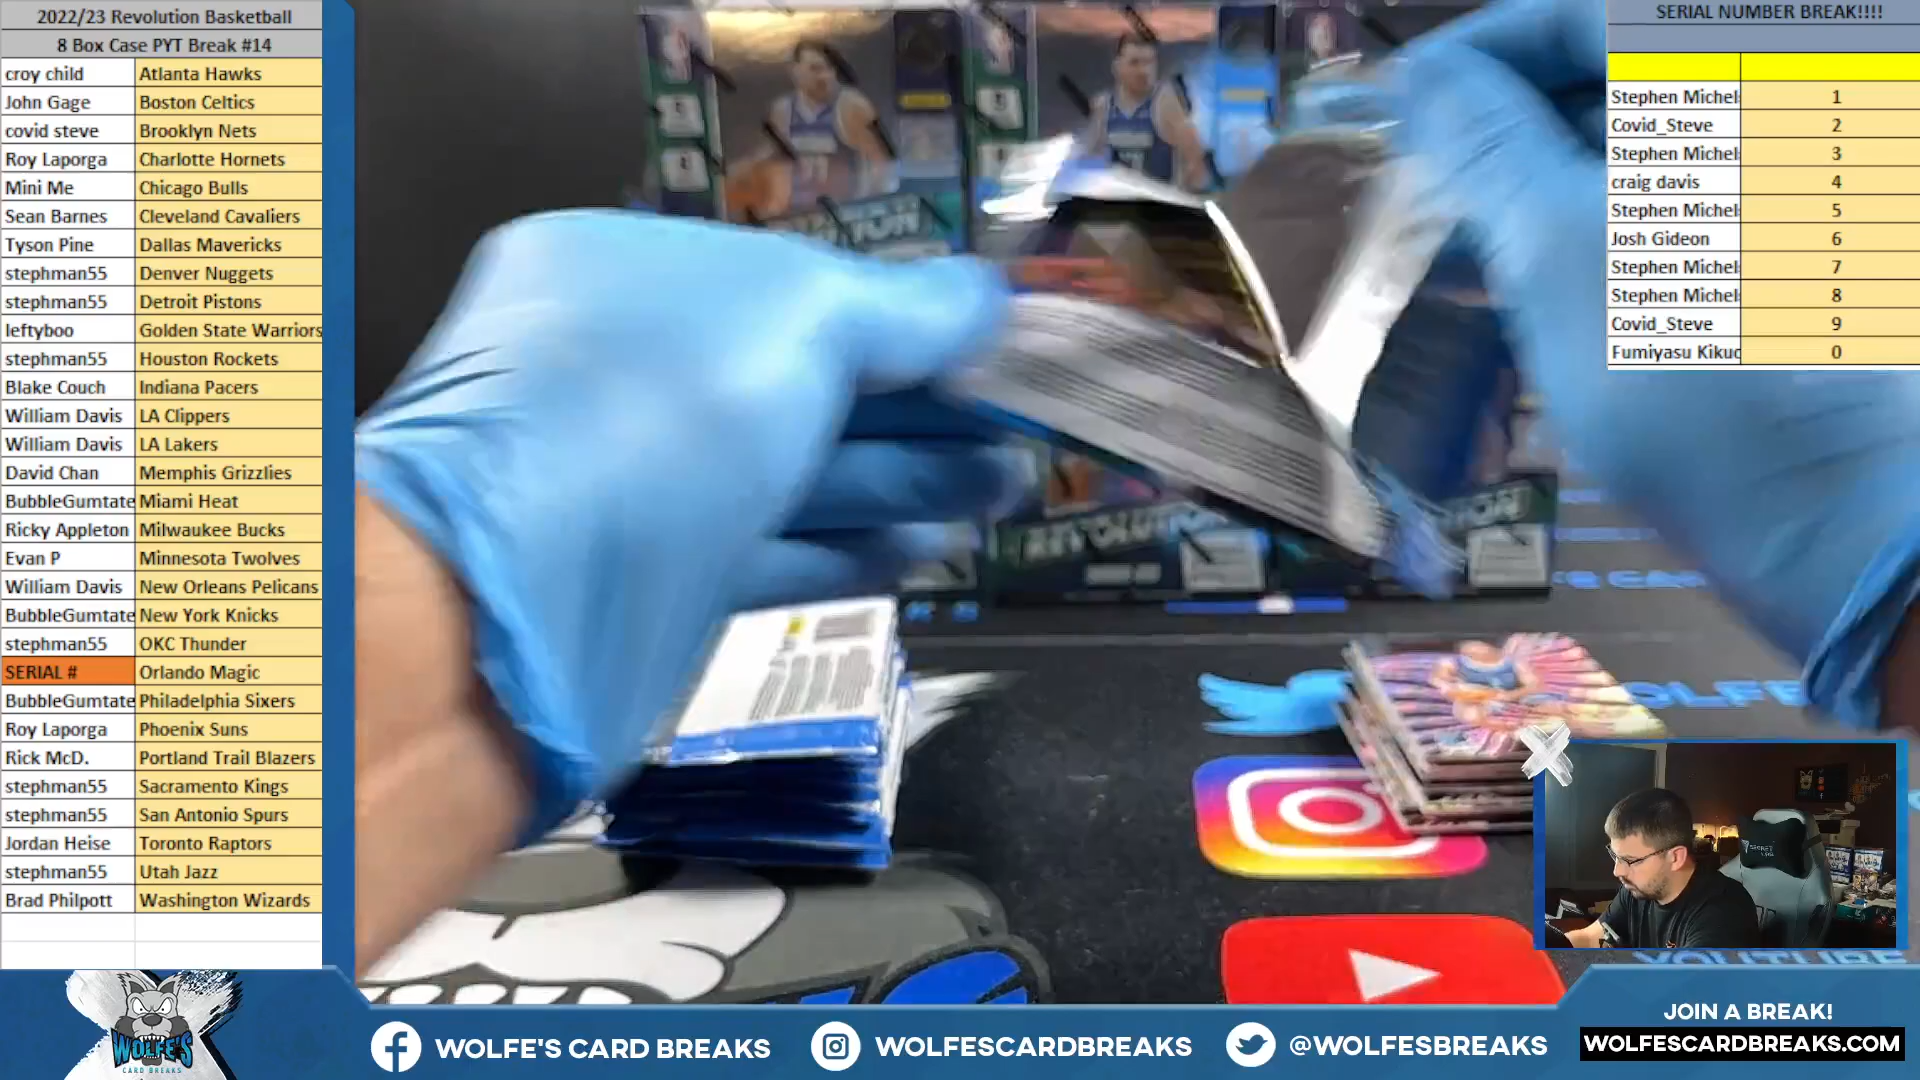 2022/23 Revolution Basketball
8 Box Case PYT Break #14
croy child Atlanta Hawks
John Gage Boston Celtics
covid steve Brooklyn Nets
Roy Laporga Charlotte Hornets
Mini Me Chicago Bulls
Sean Barnes Cleveland Cavaliers
Tyson Pine Dallas Mavericks
stephman55 Denver Nuggets
stephman55 Detroit Pistons
leftyboo Golden State Warriors
stephman55 Houston Rockets
Blake Couch Indiana Pacers
William Davis LA Clippers
William Davis LA Lakers
David Chan Memphis Grizzlies
BubbleGumtate Miami Heat
Ricky Appleton Milwaukee Bucks
Evan P Minnesota Twolves
William Davis New Orleans Pelicans
BubbleGumtate New York Knicks
stephman55 OKC Thunder
SERIAL # Orlando Magic
BubbleGumtate Philadelphia Sixers
Roy Laporga Phoenix Suns
Rick McD. Portland Trail Blazers
stephman55 Sacramento Kings
stephman55 San Antonio Spurs
Jordan Heise Toronto Raptors
stephman55 Utah Jazz
Brad Philpott Washington Wizards
SERIAL NUMBER BREAK!!!!
Stephen Michel 1
Covid_Steve 2
Stephen Michel 3
craig davis 4
Stephen Michel 5
Josh Gideon 6
Stephen Michel 7
Stephen Michel 8
Covid_Steve 9
Fumiyasu Kikuc 0
REVOLUTION
YOUTUBE
WOLFE'S
CARD BREAKS
WOLFE'S CARD BREAKS
WOLFESCARDBREAKS
@WOLFESBREAKS
JOIN A BREAK!
WOLFESCARDBREAKS.COM